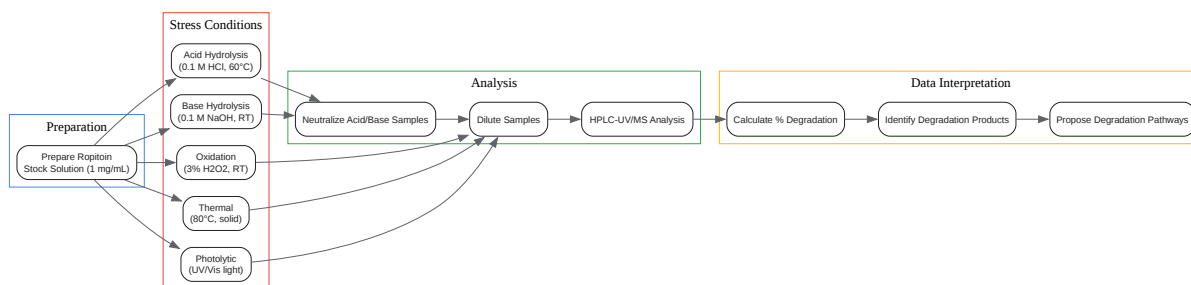 Preparation
Prepare Ropitoin
Stock Solution (1 mg/mL)
Stress Conditions
Acid Hydrolysis
(0.1 M HCl, 60°C)
Base Hydrolysis
(0.1 M NaOH, RT)
Oxidation
(3% H2O2, RT)
Thermal
(80°C, solid)
Photolytic
(UV/Vis light)
Analysis
Neutralize Acid/Base Samples
Dilute Samples
HPLC-UV/MS Analysis
Data Interpretation
Calculate % Degradation
Identify Degradation Products
Propose Degradation Pathways